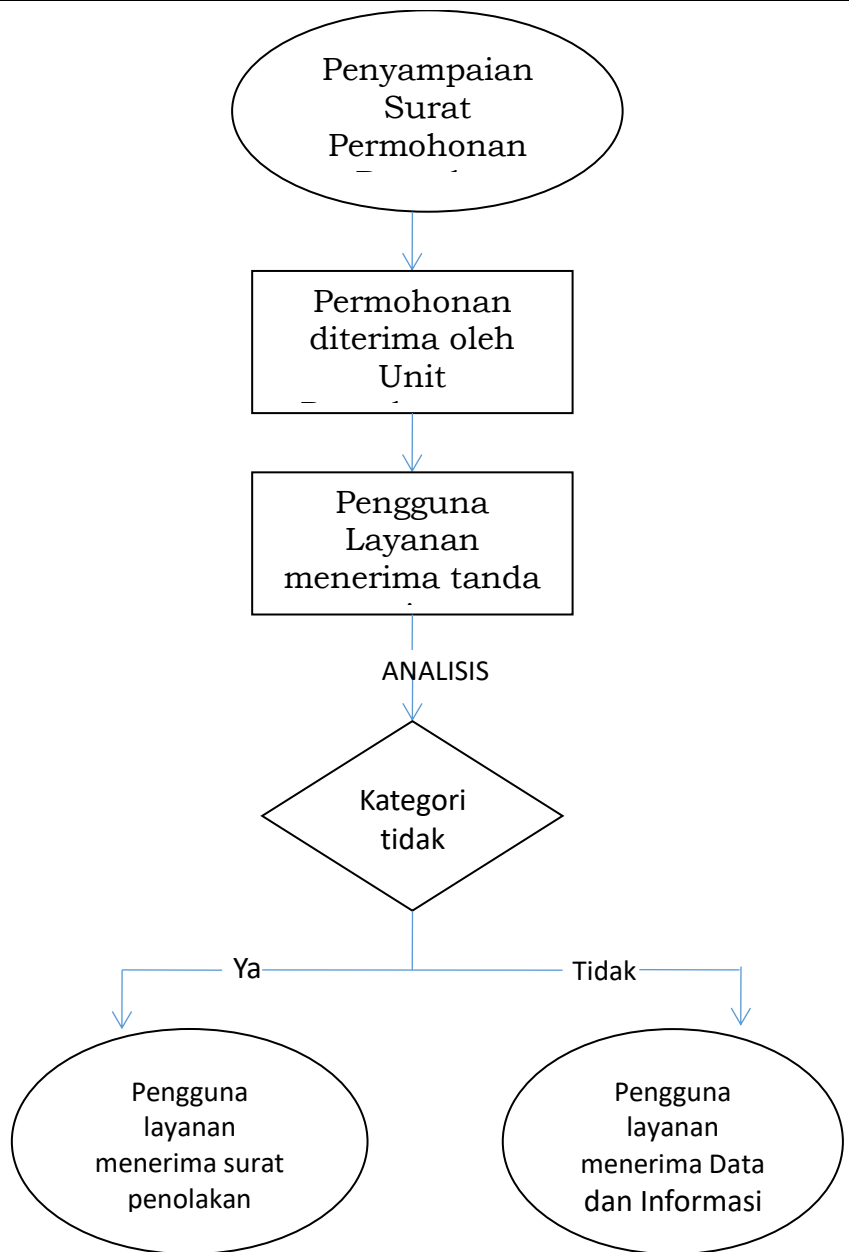 Penyampaian
Surat
Permohonan
Permohonan
diterima oleh
Unit
Pengguna
Layanan
menerima tanda
ANALISIS
Kategori
tidak
Ya
Tidak
Pengguna
layanan
menerima surat
penolakan
Pengguna
layanan
menerima Data
dan Informasi